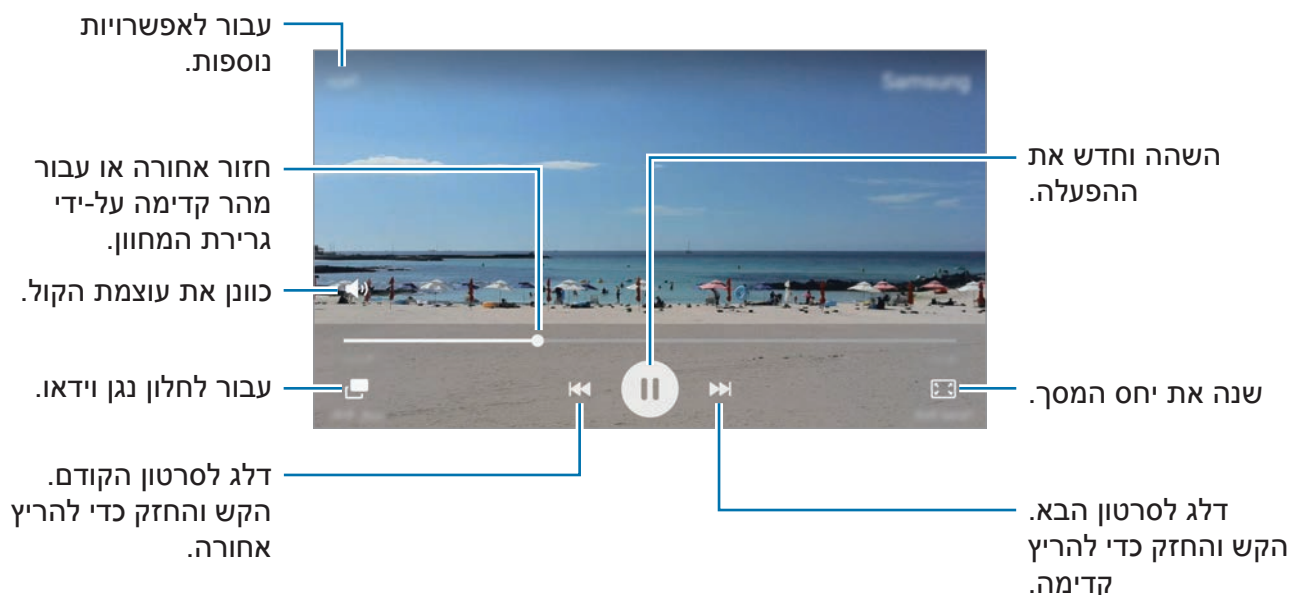 עבור לאפשרויות
נוספות.
Samsung
חזור אחורה או עבור
מהר קדימה על-ידי
גרירת המחוון.
השהה וחדש את
ההפעלה.
כוונן את עוצמת הקול.
עבור לחלון נגן וידאו.
שנה את יחס המסך.
דלג לסרטון הקודם.
הקש והחזק כדי להריץ
אחורה.
דלג לסרטון הבא.
הקש והחזק כדי להריץ
קדימה.